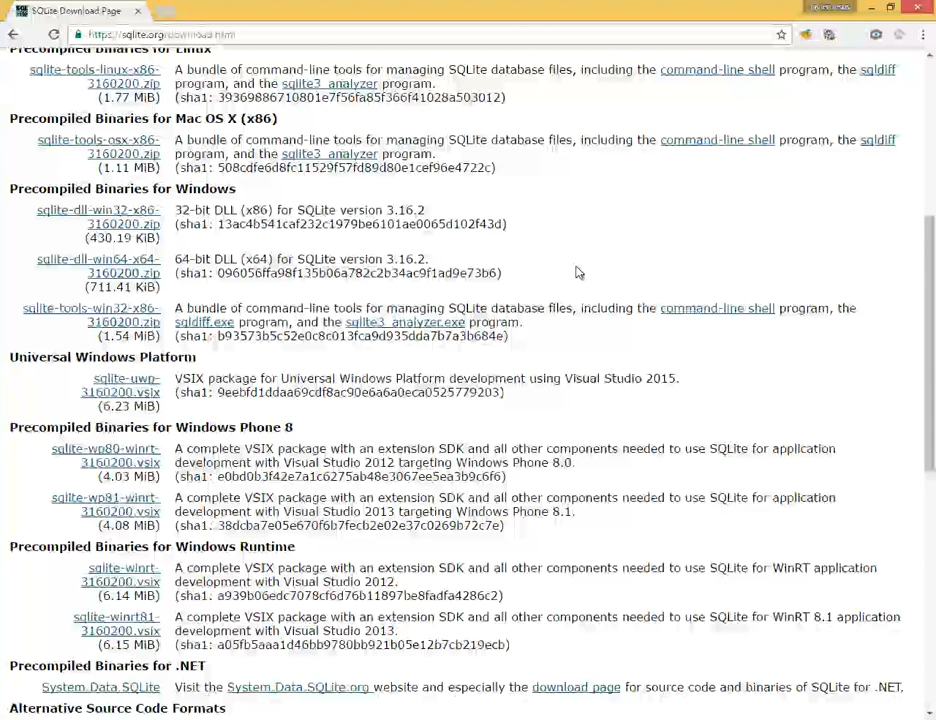 SQLite Download Page
https://sqlite.org/download.html
Precompiled Binaries for Linux
sqlite-tools-linux-x86-
3160200.zip
(1.77 MiB)
A bundle of command-line tools for managing SQLite database files, including the command-line shell program, the sqldiff
program, and the sqlite3_analyzer program.
(sha1: 39369886710801e7f56fa85f366f41028a503012)
Precompiled Binaries for Mac OS X (x86)
sqlite-tools-osx-x86-
3160200.zip
(1.11 MiB)
A bundle of command-line tools for managing SQLite database files, including the command-line shell program, the sqldiff
program, and the sqlite3_analyzer program.
(sha1: 508cdfe6d8fc11529f57fd89d80e1cef96e4722c)
Precompiled Binaries for Windows
sqlite-dll-win32-x86-
3160200.zip
(430.19 KiB)
32-bit DLL (x86) for SQLite version 3.16.2
(sha1: 13ac4b541caf232c1979be6101ae0065d102f43d)
sqlite-dll-win64-x64-
3160200.zip
(711.41 KiB)
64-bit DLL (x64) for SQLite version 3.16.2.
(sha1: 096056ffa98f135b06a782c2b34ac9f1ad9e73b6)
sqlite-tools-win32-x86-
3160200.zip
(1.54 MiB)
A bundle of command-line tools for managing SQLite database files, including the command-line shell program, the
sqldiff.exe program, and the sqlite3_analyzer.exe program.
(sha1: b93573b5c52e0c8c013fca9d935dda7b7a3b684e)
Universal Windows Platform
sqlite-uwp-
3160200.vsix
(6.23 MiB)
VSIX package for Universal Windows Platform development using Visual Studio 2015.
(sha1: 9eebfd1ddaa69cdf8ac90e6a6a0eca0525779203)
Precompiled Binaries for Windows Phone 8
sqlite-wp80-winrt-
3160200.vsix
(4.03 MiB)
A complete VSIX package with an extension SDK and all other components needed to use SQLite for application
development with Visual Studio 2012 targeting Windows Phone 8.0.
(sha1: e0bd0b3f42e7a1c6275ab48e3067ee5ea3b9c6f6)
sqlite-wp81-winrt-
3160200.vsix
(4.08 MiB)
A complete VSIX package with an extension SDK and all other components needed to use SQLite for application
development with Visual Studio 2013 targeting Windows Phone 8.1.
(sha1: 38dcba7e05e670f6b7fecb2e02e37c0269b72c7e)
Precompiled Binaries for Windows Runtime
sqlite-winrt-
3160200.vsix
(6.14 MiB)
A complete VSIX package with an extension SDK and all other components needed to use SQLite for WinRT application
development with Visual Studio 2012.
(sha1: a939b06edc7078cf6d76b11897be8fadfa4286c2)
sqlite-winrt81-
3160200.vsix
(6.15 MiB)
A complete VSIX package with an extension SDK and all other components needed to use SQLite for WinRT 8.1 application
development with Visual Studio 2013.
(sha1: a05fb5aaa1d46bb9780bb921b05e12b7cb219ecb)
Precompiled Binaries for .NET
System.Data.SQLite
Visit the System.Data.SQLite.org website and especially the download page for source code and binaries of SQLite for .NET.
Alternative Source Code Formats